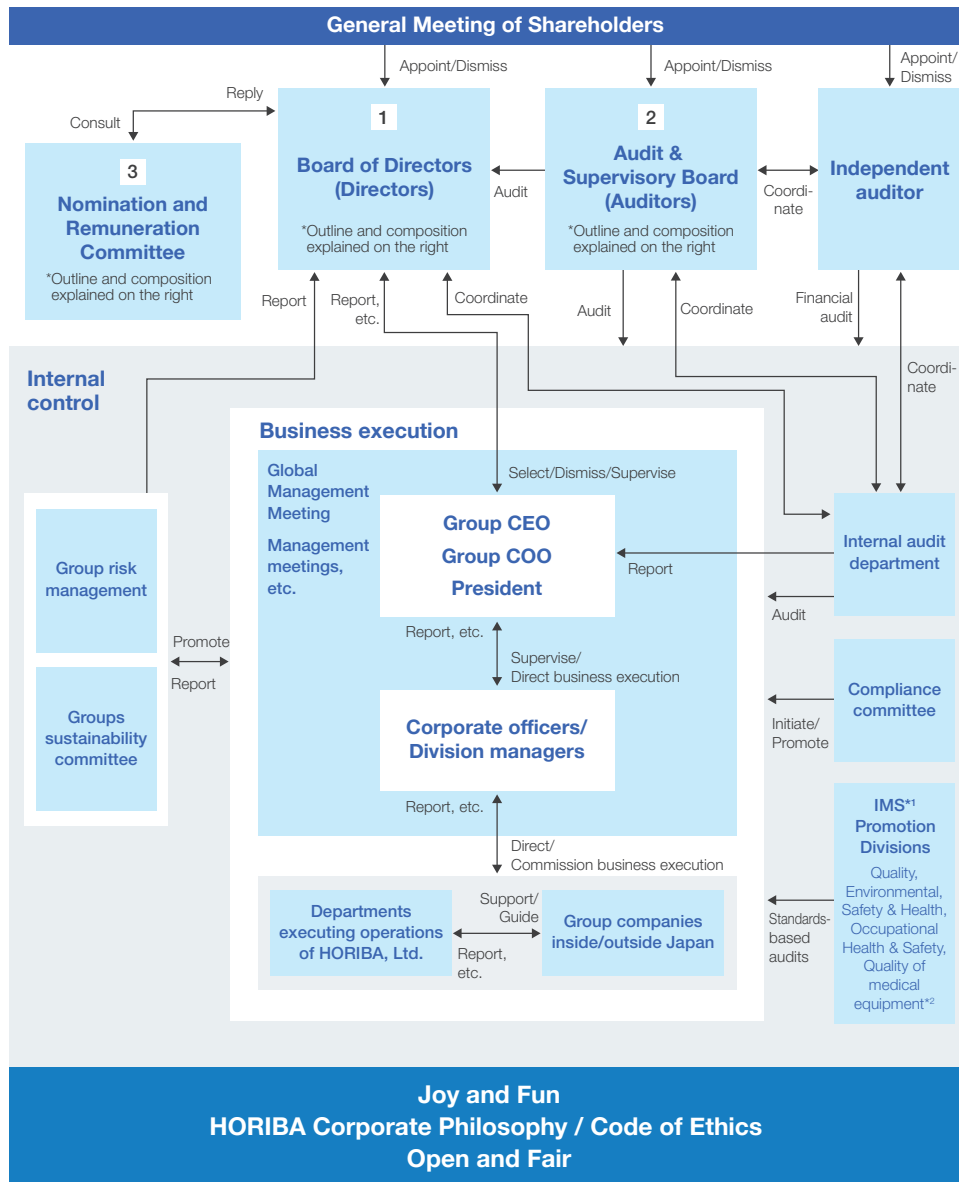 General Meeting of Shareholders
Appoint/Dismiss
Appoint/Dismiss
Appoint/
Dismiss
Reply
Consult
1
Board of Directors
(Directors)
*Outline and composition
explained on the right
Audit
2
Audit &
Supervisory Board
(Auditors)
*Outline and composition
explained on the right
Coordi-
nate
Independent
auditor
3
Nomination and
Remuneration
Committee
*Outline and composition
explained on the right
Report
Report,
etc.
Coordinate
Audit
Coordinate
Financial
audit
Coordi-
nate
Internal
control
Business execution
Global
Management
Meeting
Management
meetings,
etc.
Select/Dismiss/Supervise
Group CEO
Group COO
President
Report
Internal audit
department
Audit
Group risk
management
Promote
Report
Groups
sustainability
committee
Report, etc.
Supervise/
Direct business execution
Corporate officers/
Division managers
Compliance
committee
Initiate/
Promote
Report, etc.
Direct/
Commission business execution
IMS*1
Promotion
Divisions
Quality,
Environmental,
Safety & Health,
Occupational
Health & Safety,
Quality of
medical
equipment*2
Standards-
based
audits
Departments
executing operations
of HORIBA, Ltd.
Support/
Guide
Report,
etc.
Group companies
inside/outside Japan
Joy and Fun
HORIBA Corporate Philosophy / Code of Ethics
Open and Fair